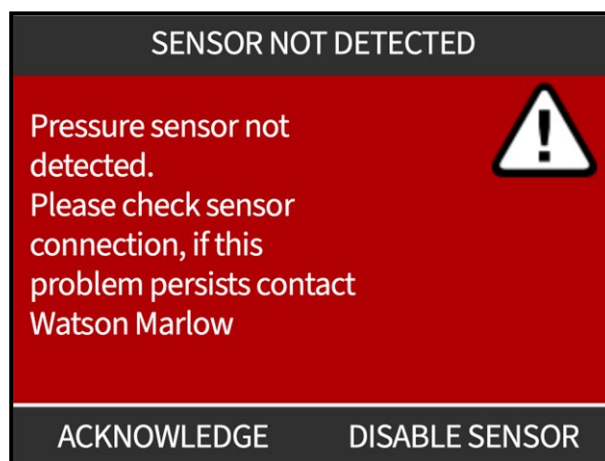 SENSOR NOT DETECTED
Pressure sensor not
detected.
Please check sensor
connection, if this
problem persists contact
Watson Marlow
ACKNOWLEDGE DISABLE SENSOR